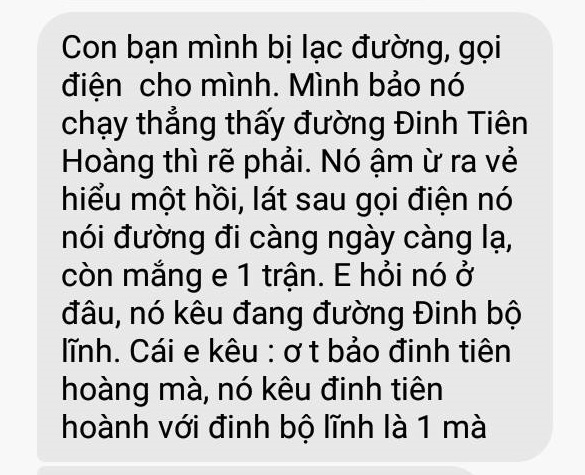 Con bạn mình bị lạc đường, gọi
điện  cho mình. Mình bảo nó
chạy thẳng thấy đường Đinh Tiên
Hoàng thì rẽ phải. Nó ậm ừ ra vẻ
hiểu một hồi, lát sau gọi điện nó
nói đường đi càng ngày càng lạ,
còn mắng e 1 trận. E hỏi nó ở
đâu, nó kêu đang đường Đinh bộ
lĩnh. Cái e kêu : ơ t bảo đinh tiên
hoàng mà, nó kêu đinh tiên
hoành với đinh bộ lĩnh là 1 mà